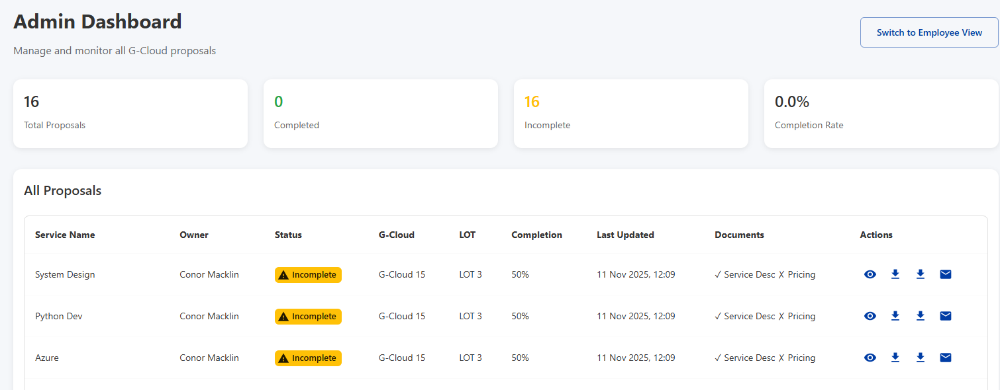 Admin Dashboard
Manage and monitor all G-Cloud proposals
Switch to Employee View
16
Total Proposals
0
Completed
16
Incomplete
0.0%
Completion Rate
All Proposals
Service Name Owner Status G-Cloud LOT Completion Last Updated Documents Actions
System Design Conor Macklin Incomplete G-Cloud 15 LOT 3 50% 11 Nov 2025, 12:09 ✓ Service Desc ✗ Pricing
Python Dev Conor Macklin Incomplete G-Cloud 15 LOT 3 50% 11 Nov 2025, 12:09 ✓ Service Desc ✗ Pricing
Azure Conor Macklin Incomplete G-Cloud 15 LOT 3 50% 11 Nov 2025, 12:09 ✓ Service Desc ✗ Pricing